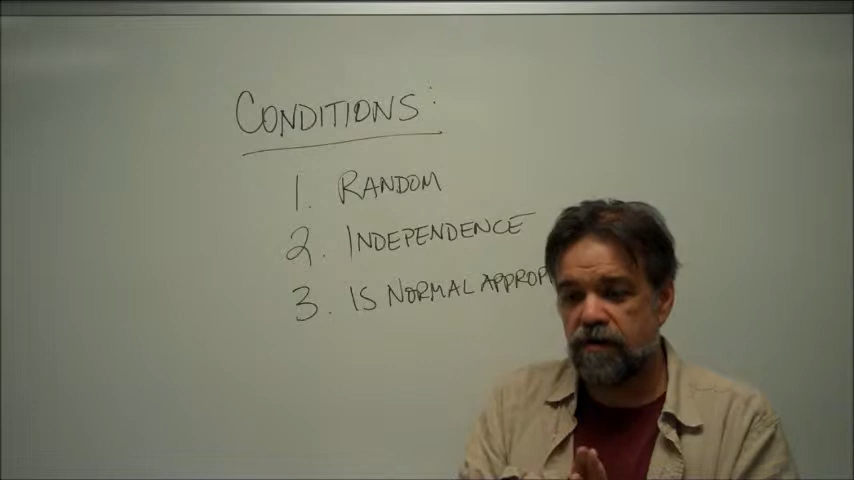 CONDITIONS:
1. RANDOM
2. INDEPENDENCE
3. IS NORMAL APPROP